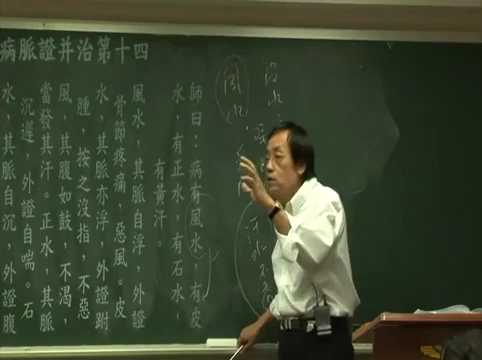 病脈證并治第十四
師曰：病有風水，有皮
水，有正水，有石水，
有黃汗。
風水，其脈自浮，外證
骨節疼痛，惡風。皮
水，其脈亦浮，外證胕
腫，按之沒指，不惡
風，其腹如鼓，不渴，
當發其汗。正水，其脈
沉遲，外證自喘。石
水，其脈自沉，外證腹